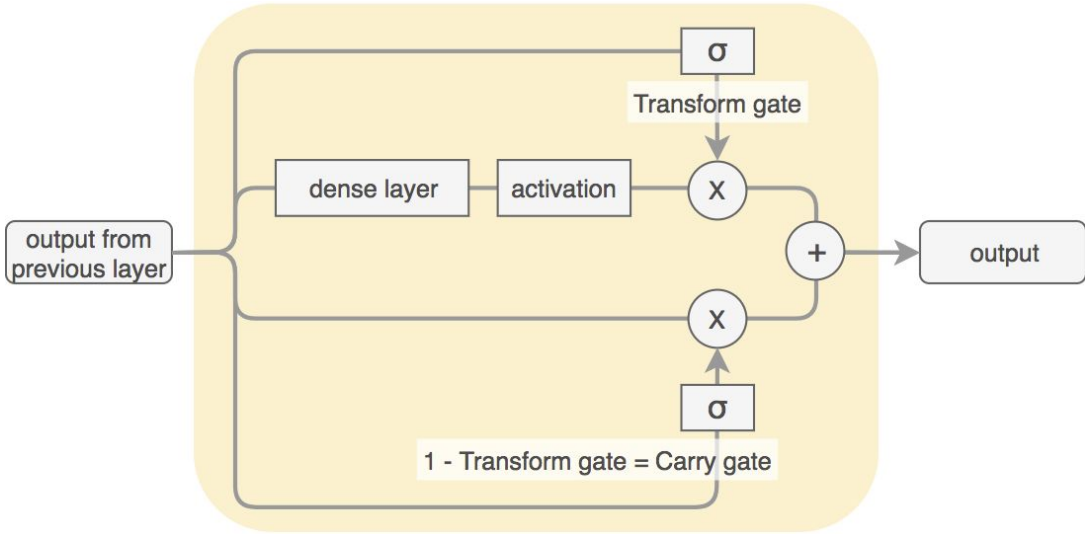 σ
Transform gate
dense layer
activation
X
output from
previous layer
+
output
X
σ
1 - Transform gate = Carry gate